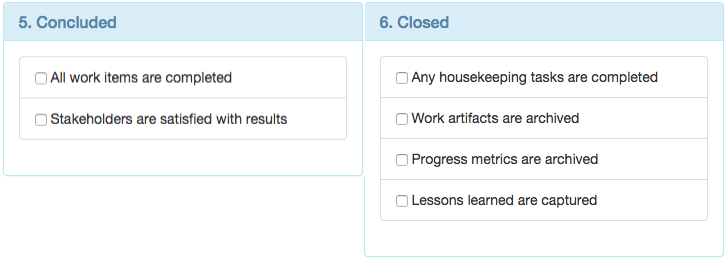 5. Concluded
All work items are completed
Stakeholders are satisfied with results
6. Closed
Any housekeeping tasks are completed
Work artifacts are archived
Progress metrics are archived
Lessons learned are captured